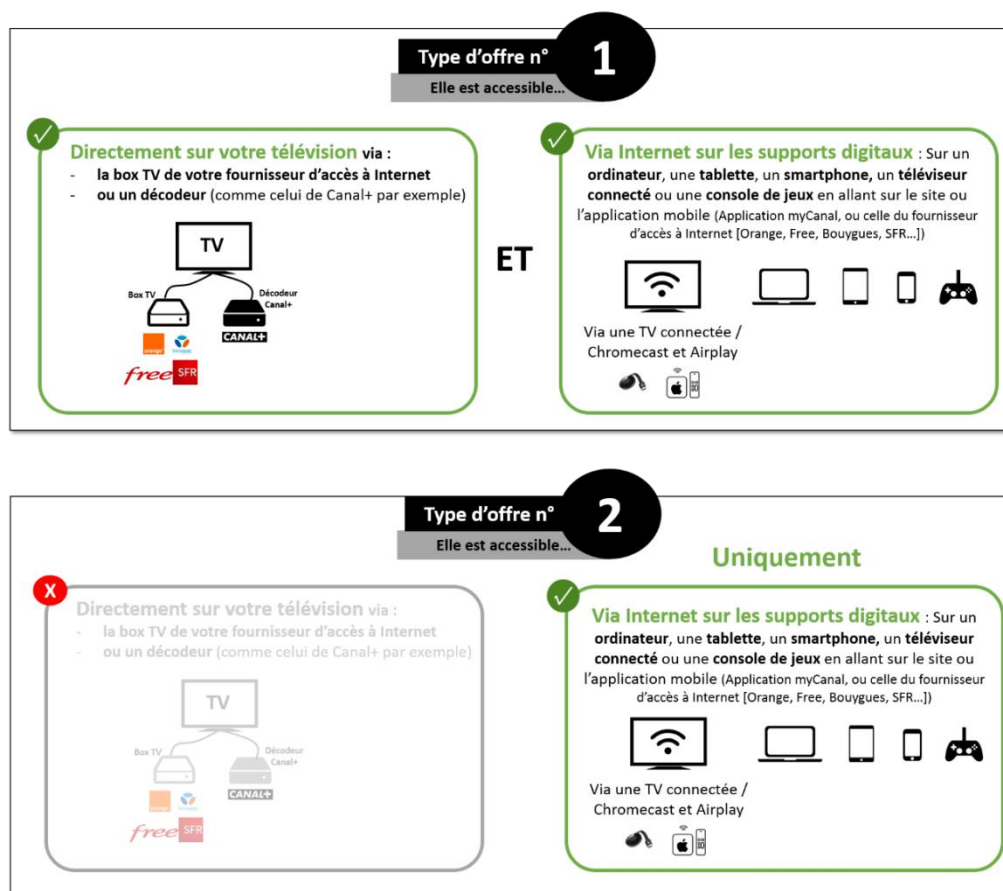 Type d'offre n°
1
Elle est accessible...
Directement sur votre télévision via :
- la box TV de votre fournisseur d'accès à Internet
- ou un décodeur (comme celui de Canal+ par exemple)
TV
Box TV
Décodeur
Canal+
orange
CANAL+
free
SFR
ET
Via Internet sur les supports digitaux : Sur un
ordinateur, une tablette, un smartphone, un téléviseur
connecté ou une console de jeux en allant sur le site ou
l'application mobile (Application myCanal, ou celle du fournisseur
d'accès à Internet [Orange, Free, Bouygues, SFR...])
Via une TV connectée /
Chromecast et Airplay
Type d'offre n°
2
Elle est accessible...
X
Directement sur votre télévision via :
- la box TV de votre fournisseur d'accès à Internet
- ou un décodeur (comme celui de Canal+ par exemple)
TV
Box TV
Décodeur
Canal+
CANAL+
free
SFR
Uniquement
Via Internet sur les supports digitaux : Sur un
ordinateur, une tablette, un smartphone, un téléviseur
connecté ou une console de jeux en allant sur le site ou
l'application mobile (Application myCanal, ou celle du fournisseur
d'accès à Internet [Orange, Free, Bouygues, SFR...])
Via une TV connectée /
Chromecast et Airplay